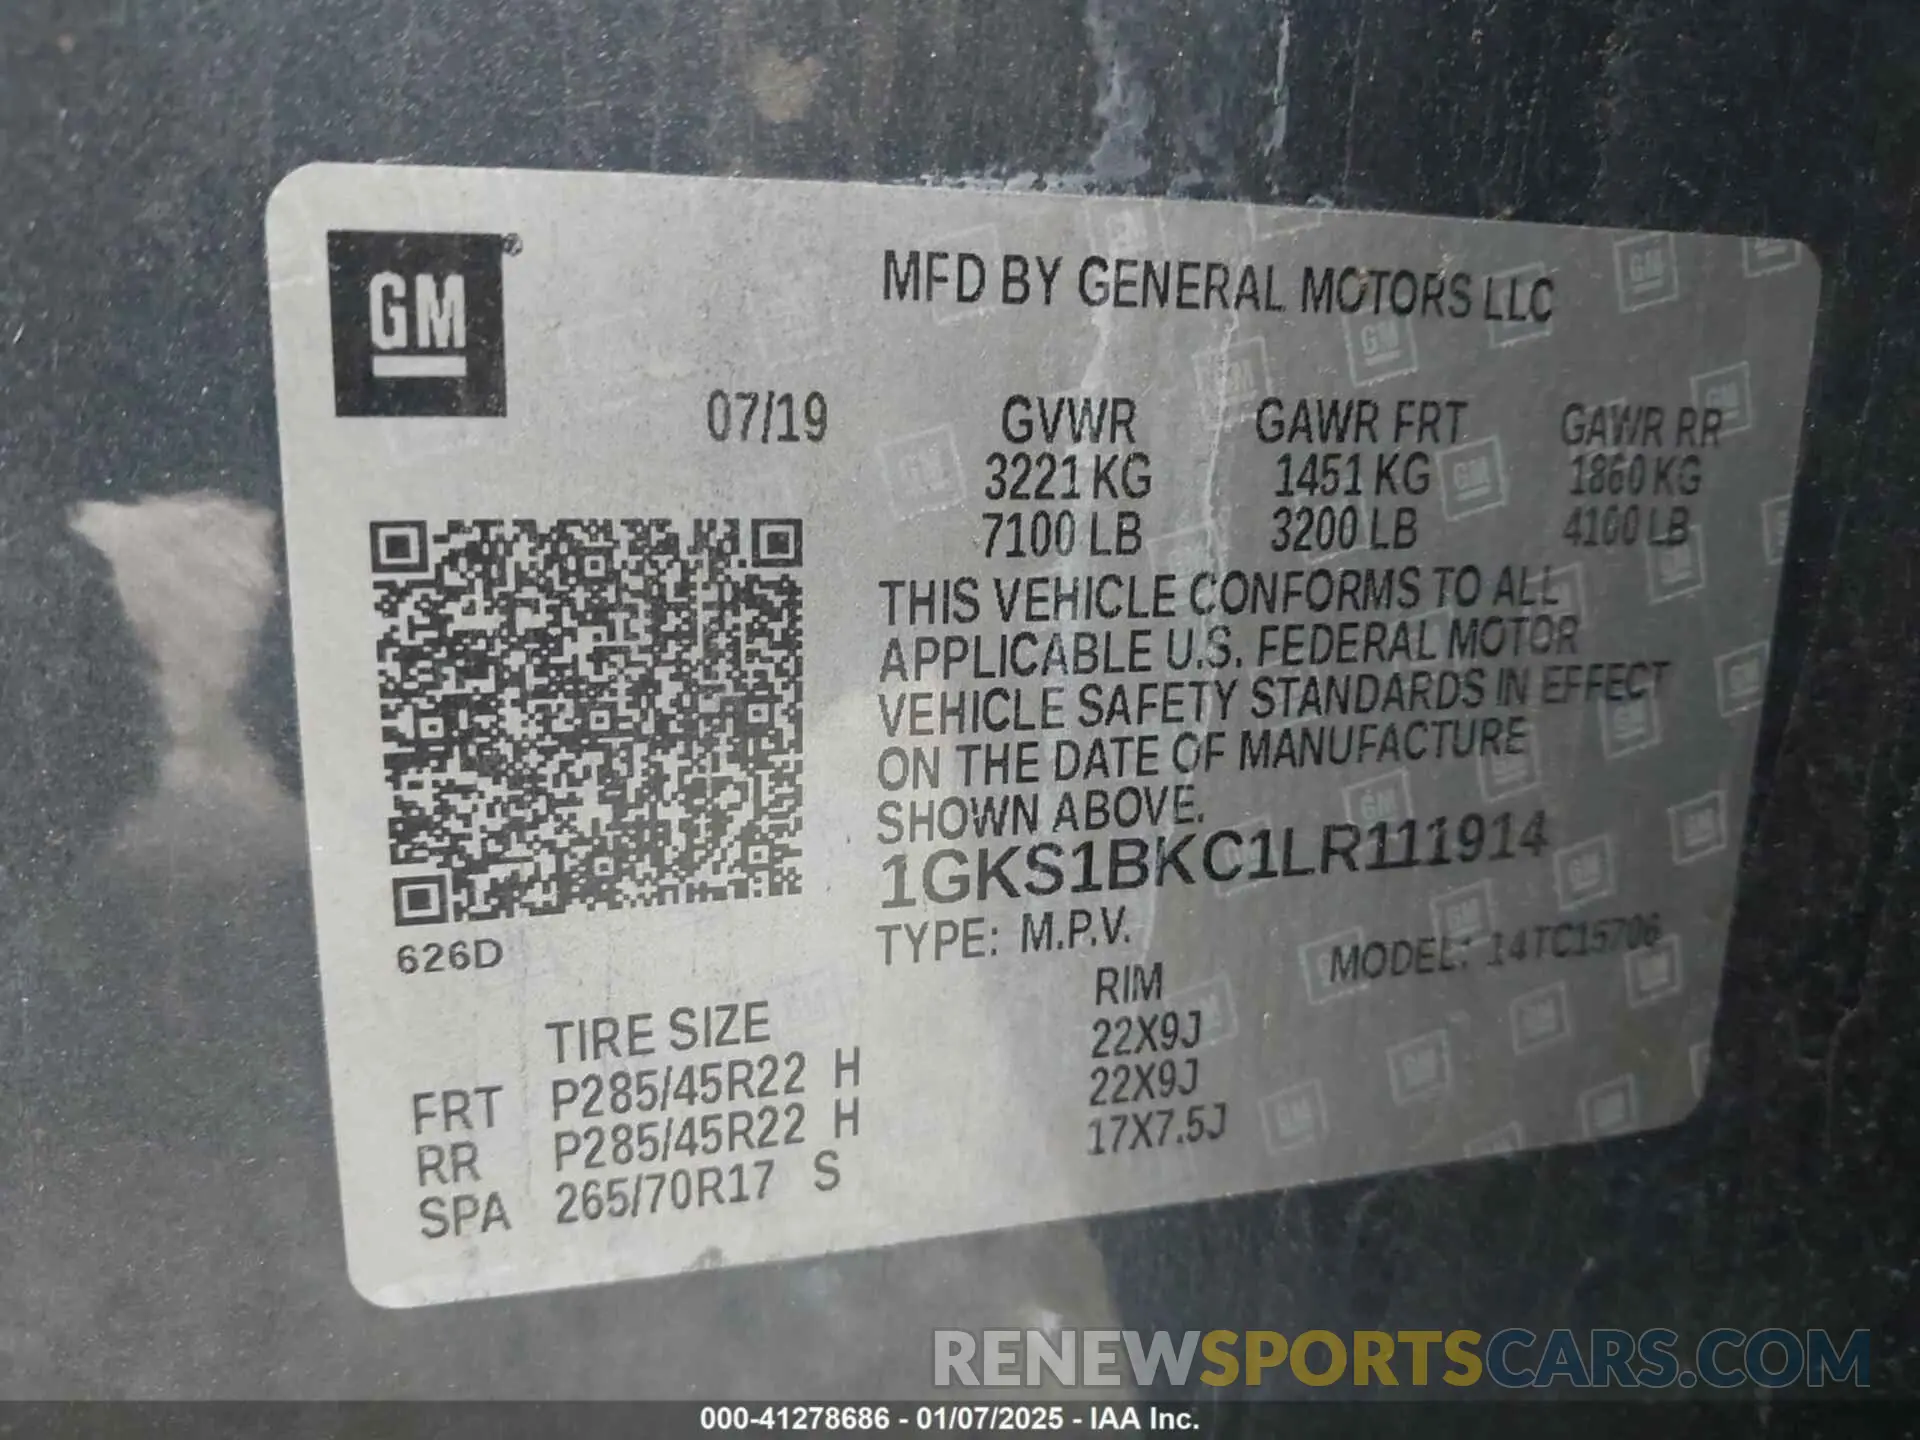 GM®
MFD BY GENERAL MOTORS LLC
07/19 GVWR GAWR FRT GAWR RR
3221 KG 1451 KG 1860 KG
7100 LB 3200 LB 4100 LB
THIS VEHICLE CONFORMS TO ALL
APPLICABLE U.S. FEDERAL MOTOR
VEHICLE SAFETY STANDARDS IN EFFECT
ON THE DATE OF MANUFACTURE
SHOWN ABOVE.
1GKS1BKC1LR111914
626D
TYPE: M.P.V. MODEL: 14TC15706
TIRE SIZE RIM
FRT P285/45R22 H 22X9J
RR P285/45R22 H 22X9J
SPA 265/70R17 S 17X7.5J
RENEWSPORTSCARS.COM
000-41278686 - 01/07/2025 - IAA Inc.